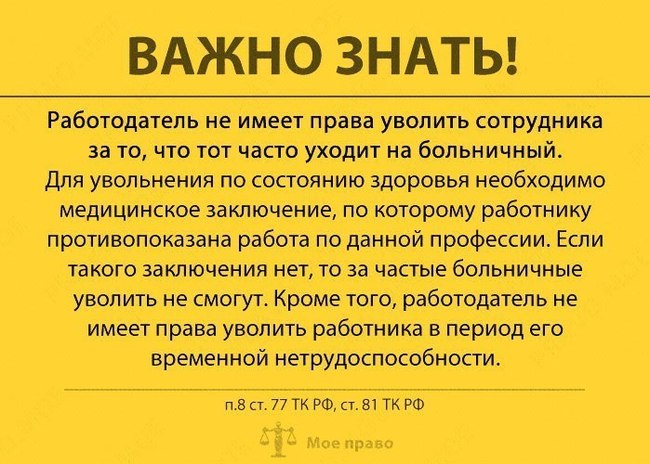 ВАЖНО ЗНАТЬ!
Работодатель не имеет права уволить сотрудника
за то, что тот часто уходит на больничный.
Для увольнения по состоянию здоровья необходимо
медицинское заключение, по которому работнику
противопоказана работа по данной профессии. Если
такого заключения нет, то за частые больничные
уволить не смогут. Кроме того, работодатель не
имеет права уволить работника в период его
временной нетрудоспособности.
п.8 ст. 77 ТК РФ, ст. 81 ТК РФ
Мое право